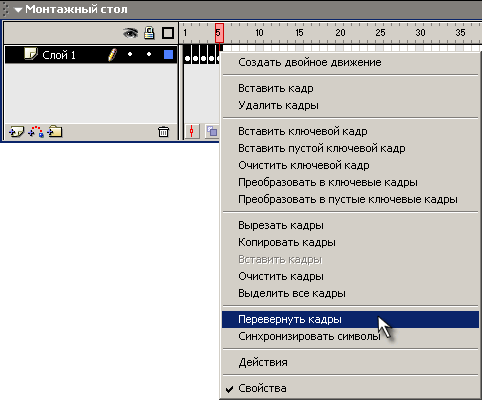 Монтажный стол
1 5 10 15 20 25 30 35
Слой 1
Создать двойное движение
Вставить кадр
Удалить кадры
Вставить ключевой кадр
Вставить пустой ключевой кадр
Очистить ключевой кадр
Преобразовать в ключевые кадры
Преобразовать в пустые ключевые кадры
Вырезать кадры
Копировать кадры
Вставить кадры
Очистить кадры
Выделить все кадры
Перевернуть кадры
Синхронизировать символы
Действия
Свойства